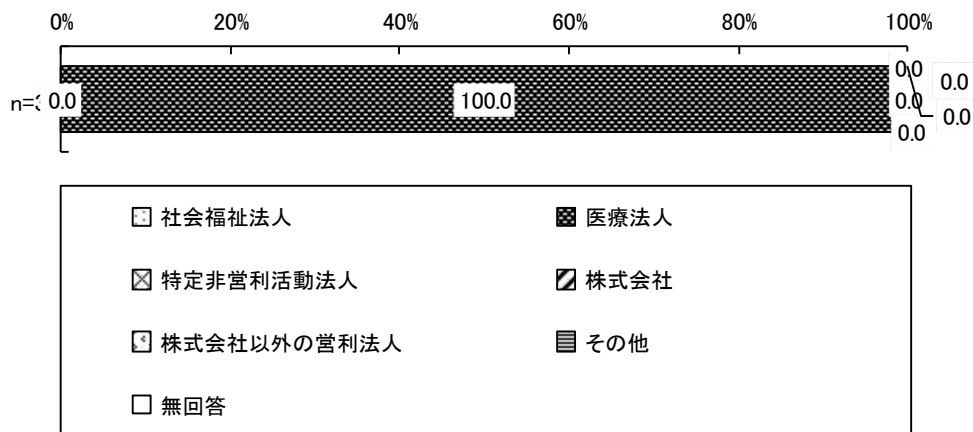 0% 20% 40% 60% 80% 100%
0.0 0.0
n=3 0.0 100.0 0.0 0.0
0.0
社会福祉法人 医療法人
特定非営利活動法人 株式会社
株式会社以外の営利法人 その他
無回答